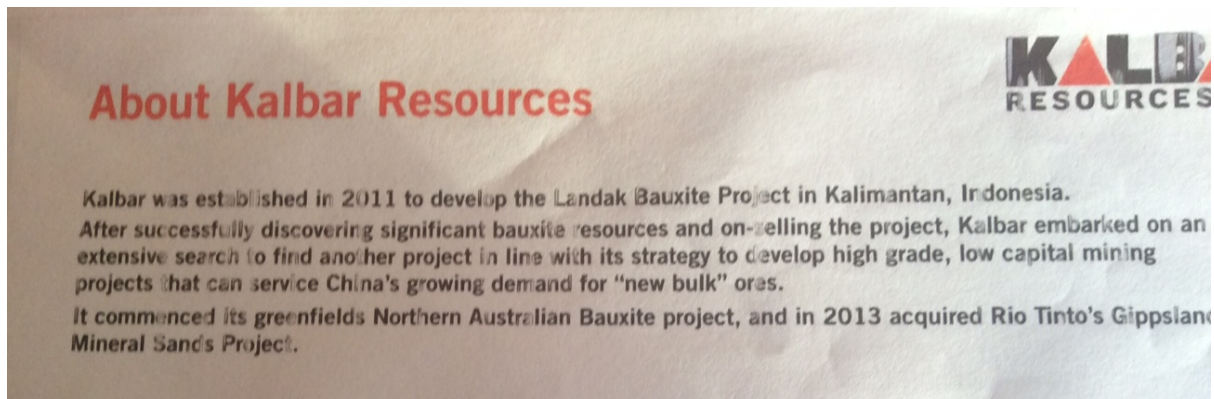 KALBA
RESOURCES
About Kalbar Resources
Kalbar was established in 2011 to develop the Landak Bauxite Project in Kalimantan, Indonesia.
After successfully discovering significant bauxite resources and on-selling the project, Kalbar embarked on an
extensive search to find another project in line with its strategy to develop high grade, low capital mining
projects that can service China's growing demand for "new bulk" ores.
It commenced its greenfields Northern Australian Bauxite project, and in 2013 acquired Rio Tinto's Gippsland
Mineral Sands Project.